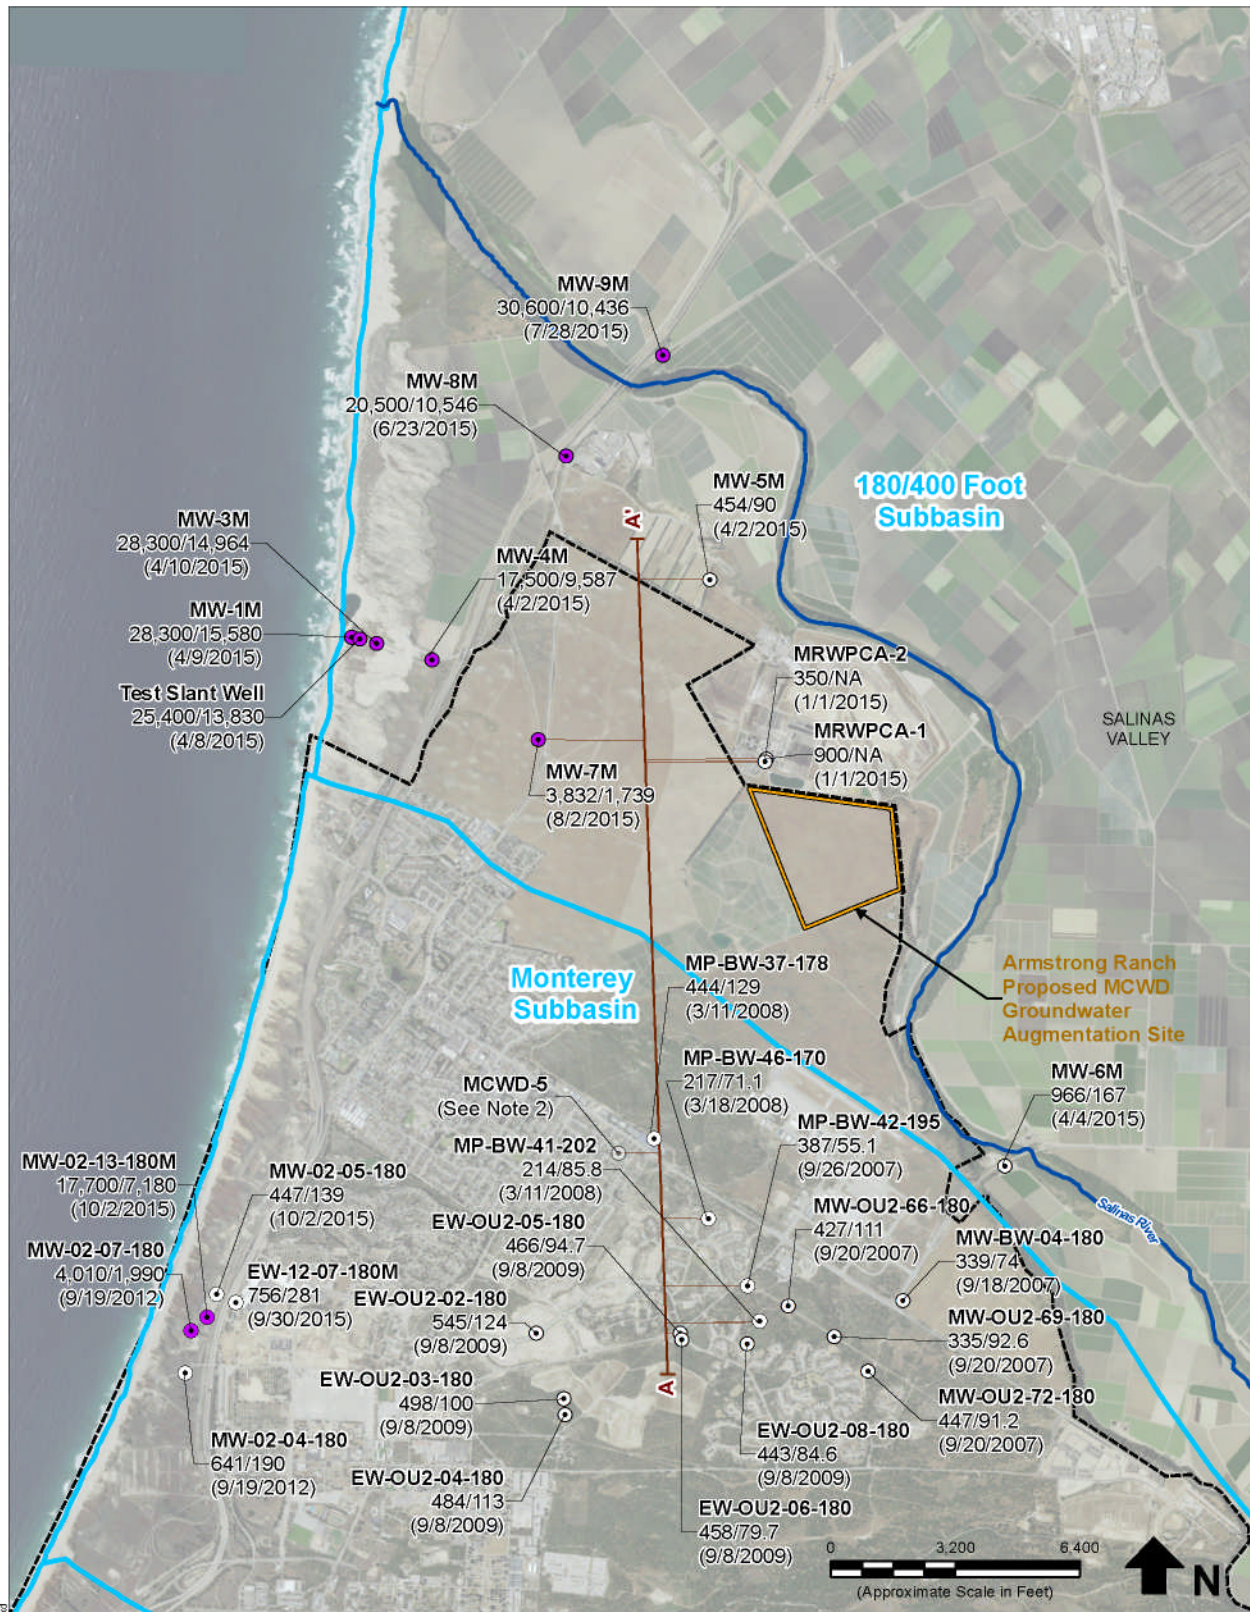 MW-9M
30,600/10,436
(7/28/2015)
MW-8M
20,500/10,546
(6/23/2015)
180/400 Foot
Subbasin
MW-5M
454/90
(4/2/2015)
A'
MW-3M
28,300/14,964
(4/10/2015)
MW-4M
17,500/9,587
(4/2/2015)
MW-1M
28,300/15,580
(4/9/2015)
Test Slant Well
25,400/13,830
(4/8/2015)
MRWPCA-2
350/NA
(1/1/2015)
MRWPCA-1
900/NA
(1/1/2015)
SALINAS
VALLEY
MW-7M
3,832/1,739
(8/2/2015)
Armstrong Ranch
Proposed MCWD
Groundwater
Augmentation Site
Monterey
Subbasin
MP-BW-37-178
444/129
(3/11/2008)
MP-BW-46-170
217/71.1
(3/18/2008)
MW-6M
966/167
(4/4/2015)
MCWD-5
(See Note 2)
MP-BW-42-195
387/55.1
(9/26/2007)
MP-BW-41-202
214/85.8
(3/11/2008)
MW-02-13-180M
17,700/7,180
(10/2/2015)
MW-02-05-180
447/139
(10/2/2015)
MW-OU2-66-180
427/111
(9/20/2007)
Salinas River
EW-OU2-05-180
466/94.7
(9/8/2009)
MW-BW-04-180
339/74
(9/18/2007)
MW-02-07-180
4,010/1,990
(9/19/2012)
EW-12-07-180M
756/281
(9/30/2015)
EW-OU2-02-180
545/124
(9/8/2009)
MW-OU2-69-180
335/92.6
(9/20/2007)
A
EW-OU2-03-180
498/100
(9/8/2009)
MW-OU2-72-180
447/91.2
(9/20/2007)
MW-02-04-180
641/190
(9/19/2012)
EW-OU2-08-180
443/84.6
(9/8/2009)
EW-OU2-04-180
484/113
(9/8/2009)
EW-OU2-06-180
458/79.7
(9/8/2009)
0 3,200 6,400
(Approximate Scale in Feet)
N